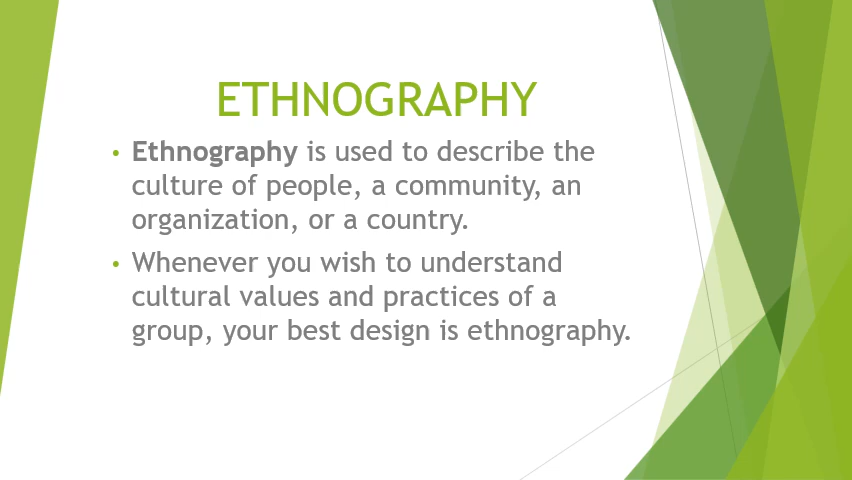 ETHNOGRAPHY
• Ethnography is used to describe the
culture of people, a community, an
organization, or a country.
• Whenever you wish to understand
cultural values and practices of a
group, your best design is ethnography.